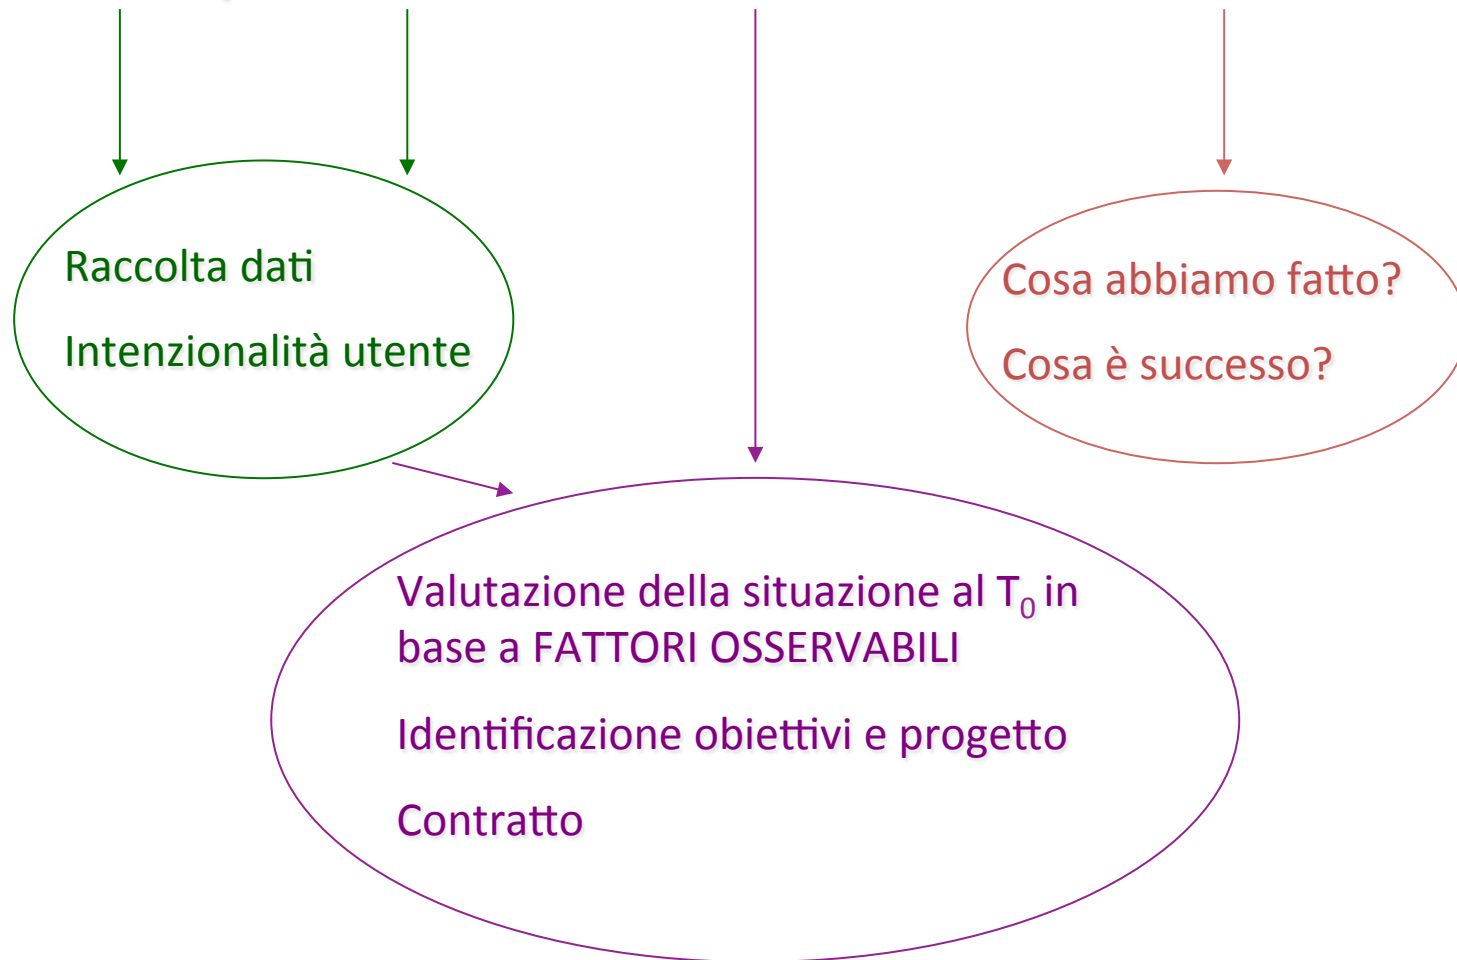 Raccolta dati
Intenzionalità utente
Cosa abbiamo fatto?
Cosa è successo?
Valutazione della situazione al T₀ in
base a FATTORI OSSERVABILI
Identificazione obiettivi e progetto
Contratto